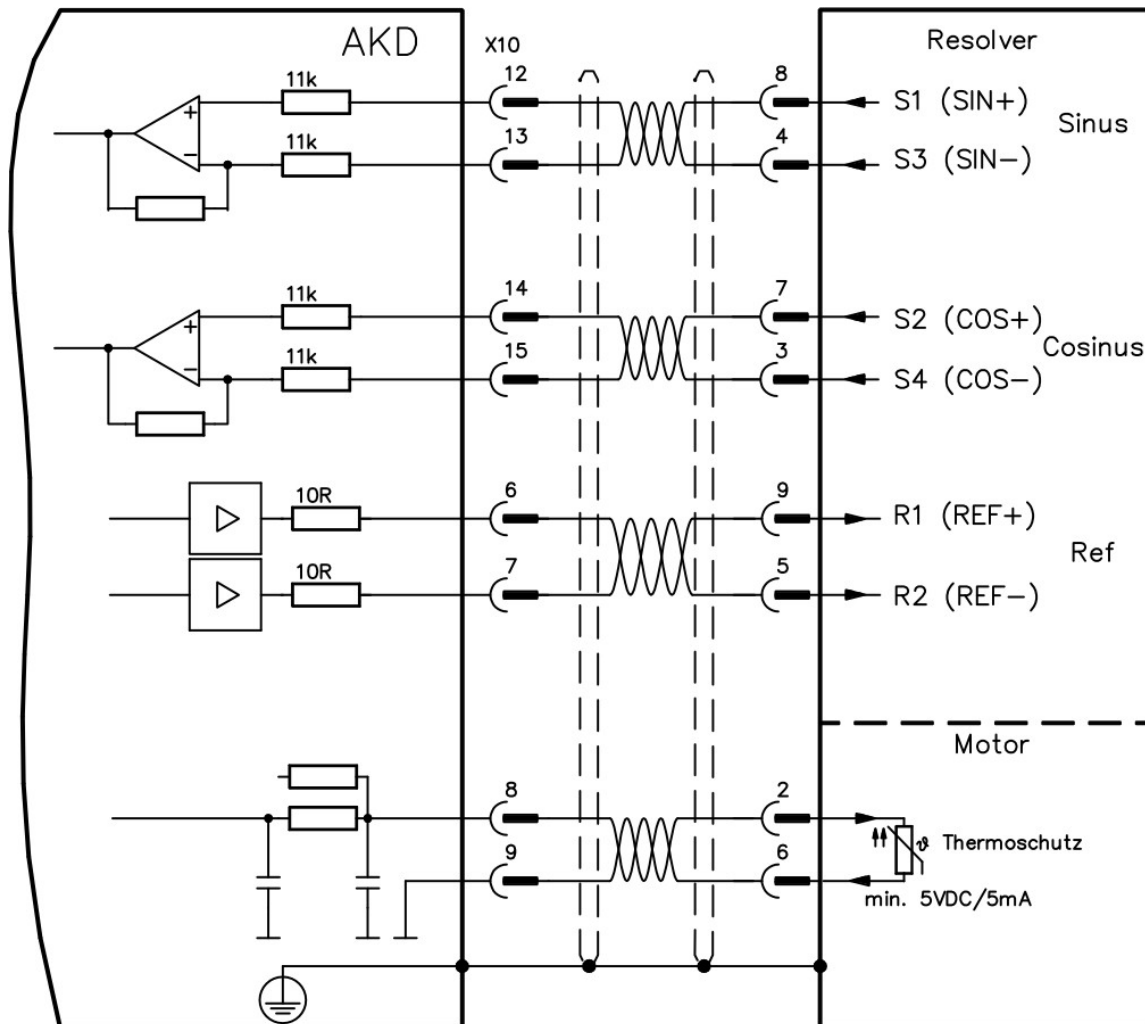 AKD
X10
Resolver
11k
12
8
S1 (SIN+)
Sinus
+
11k
13
4
S3 (SIN-)
-
11k
14
7
S2 (COS+)
Cosinus
+
11k
15
3
S4 (COS-)
-
10R
6
9
R1 (REF+)
Ref
10R
7
5
R2 (REF-)
Motor
8
2
ϑ Thermoschutz
9
6
min. 5VDC/5mA